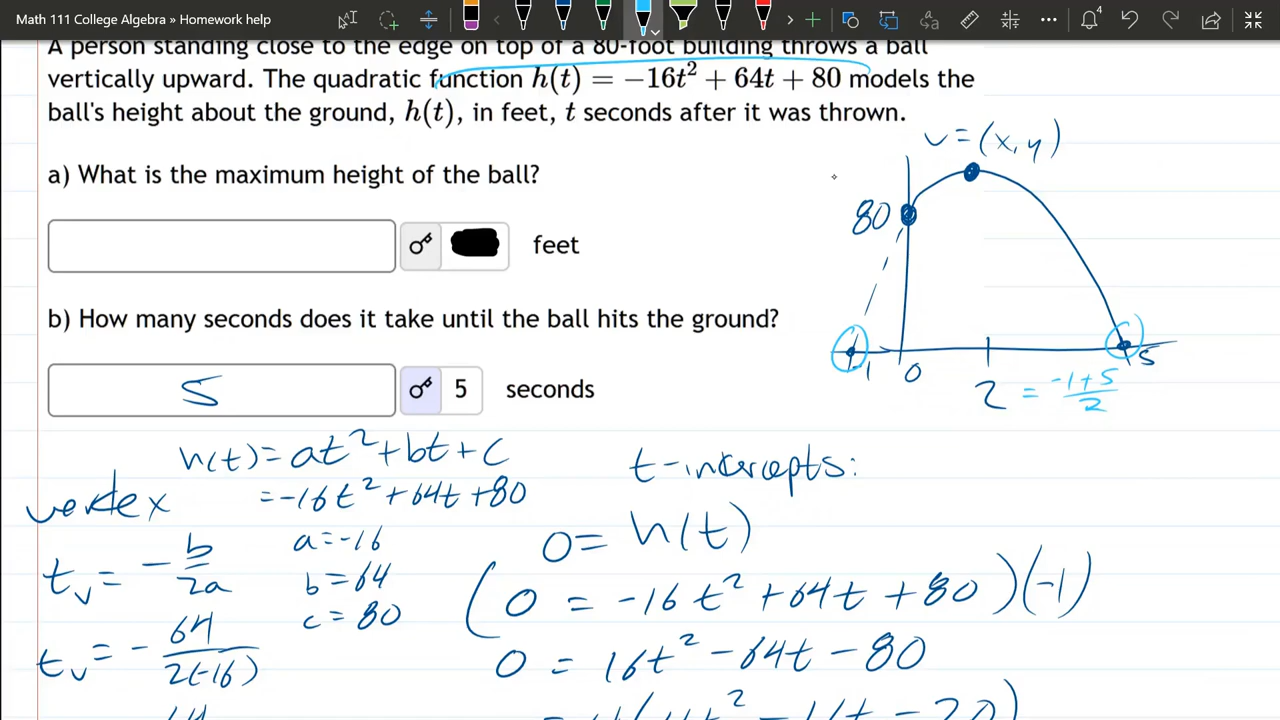 Math 111 College Algebra » Homework help
A person standing close to the edge on top of a 80-foot building throws a ball
vertically upward. The quadratic function h(t) = −16t² + 64t + 80 models the
ball's height about the ground, h(t), in feet, t seconds after it was thrown.
a) What is the maximum height of the ball?
feet
b) How many seconds does it take until the ball hits the ground?
5
5 seconds
v=(x,y)
80
-1 0 2 = (-1+5)/2 5
h(t)=at²+bt+c
=-16t²+64t+80
vertex
a=-16
b=64
c=80
t_v = -b/2a
t_v = -64/2(-16)
64
t-intercepts:
0= h(t)
(0 = -16t²+64t+80)(-1)
0 = 16t²-64t-80